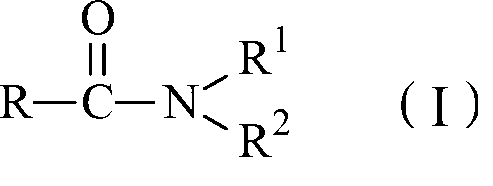 O
R¹
R—C—N
R²
(I)